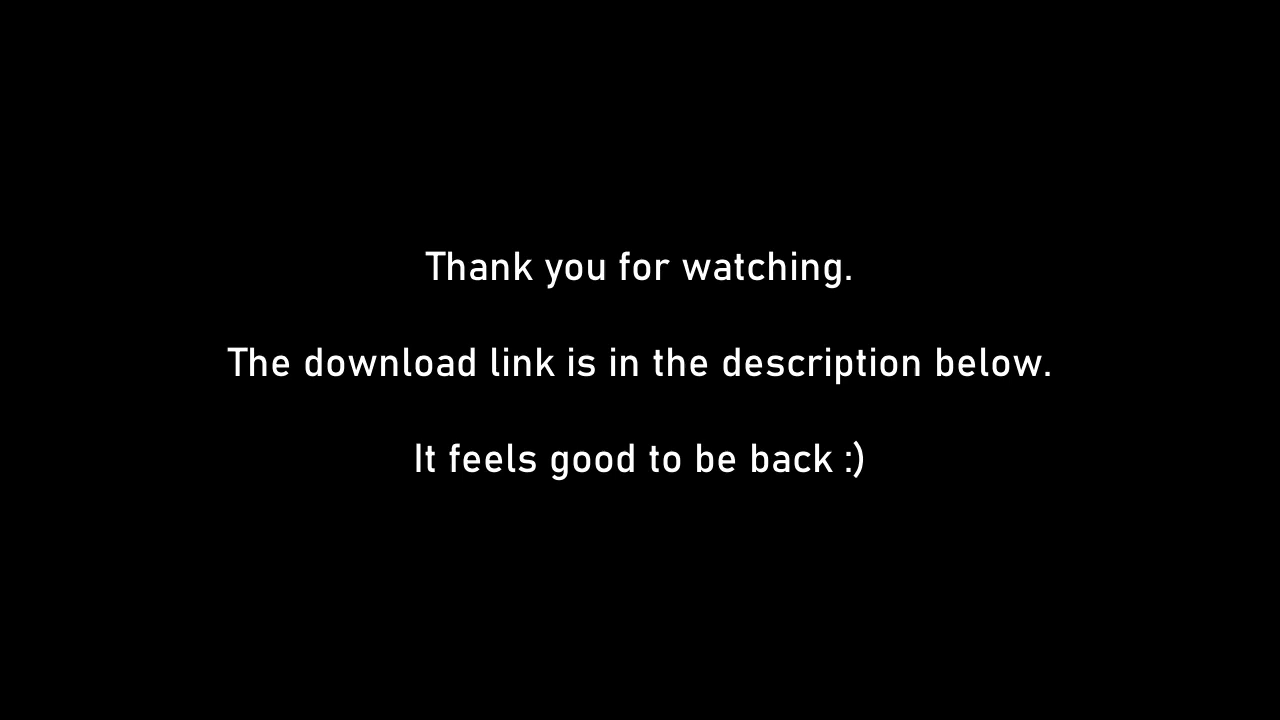 Thank you for watching.
The download link is in the description below.
It feels good to be back :)